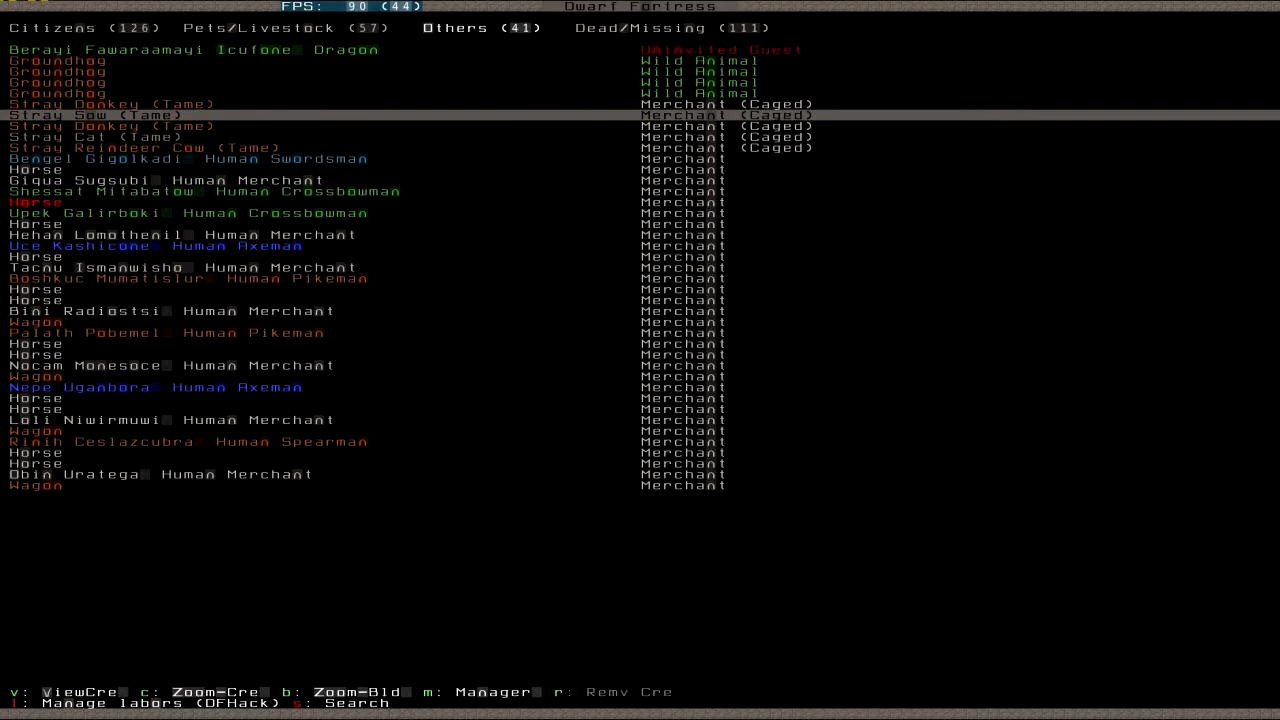 FPS: 90 (44) Dwarf Fortress
Citizens (126) Pets/Livestock (57) Others (41) Dead/Missing (111)
Berayi Fawaraamayi Icufone Dragon Uninvited Guest
Groundhog Wild Animal
Groundhog Wild Animal
Groundhog Wild Animal
Groundhog Wild Animal
Stray Donkey (Tame) Merchant (Caged)
Stray Sow (Tame) Merchant (Caged)
Stray Donkey (Tame) Merchant (Caged)
Stray Cat (Tame) Merchant (Caged)
Stray Reindeer Cow (Tame) Merchant (Caged)
Bengel Gigolkadi Human Swordsman Merchant
Horse Merchant
Giqua Sugsubi Human Merchant Merchant
Shessat Mitabatow Human Crossbowman Merchant
Horse Merchant
Upek Galirboki Human Crossbowman Merchant
Horse Merchant
Hehan Lomothenil Human Merchant Merchant
Uce Kashicone Human Axeman Merchant
Horse Merchant
Tacnu Ismanwisho Human Merchant Merchant
Boshkuc Mumatislur Human Pikeman Merchant
Horse Merchant
Horse Merchant
Bini Radiostsi Human Merchant Merchant
Wagon Merchant
Palath Pobemel Human Pikeman Merchant
Horse Merchant
Horse Merchant
Nocam Monesoce Human Merchant Merchant
Wagon Merchant
Nepe Uganbora Human Axeman Merchant
Horse Merchant
Horse Merchant
Loli Niwirmuwi Human Merchant Merchant
Wagon Merchant
Rinih Ceslazcubra Human Spearman Merchant
Horse Merchant
Horse Merchant
Obin Uratega Human Merchant Merchant
Wagon Merchant
v: ViewCre c: Zoom-Cre b: Zoom-Bld m: Manager r: Remv Cre
l: Manage labors (DFHack) s: Search